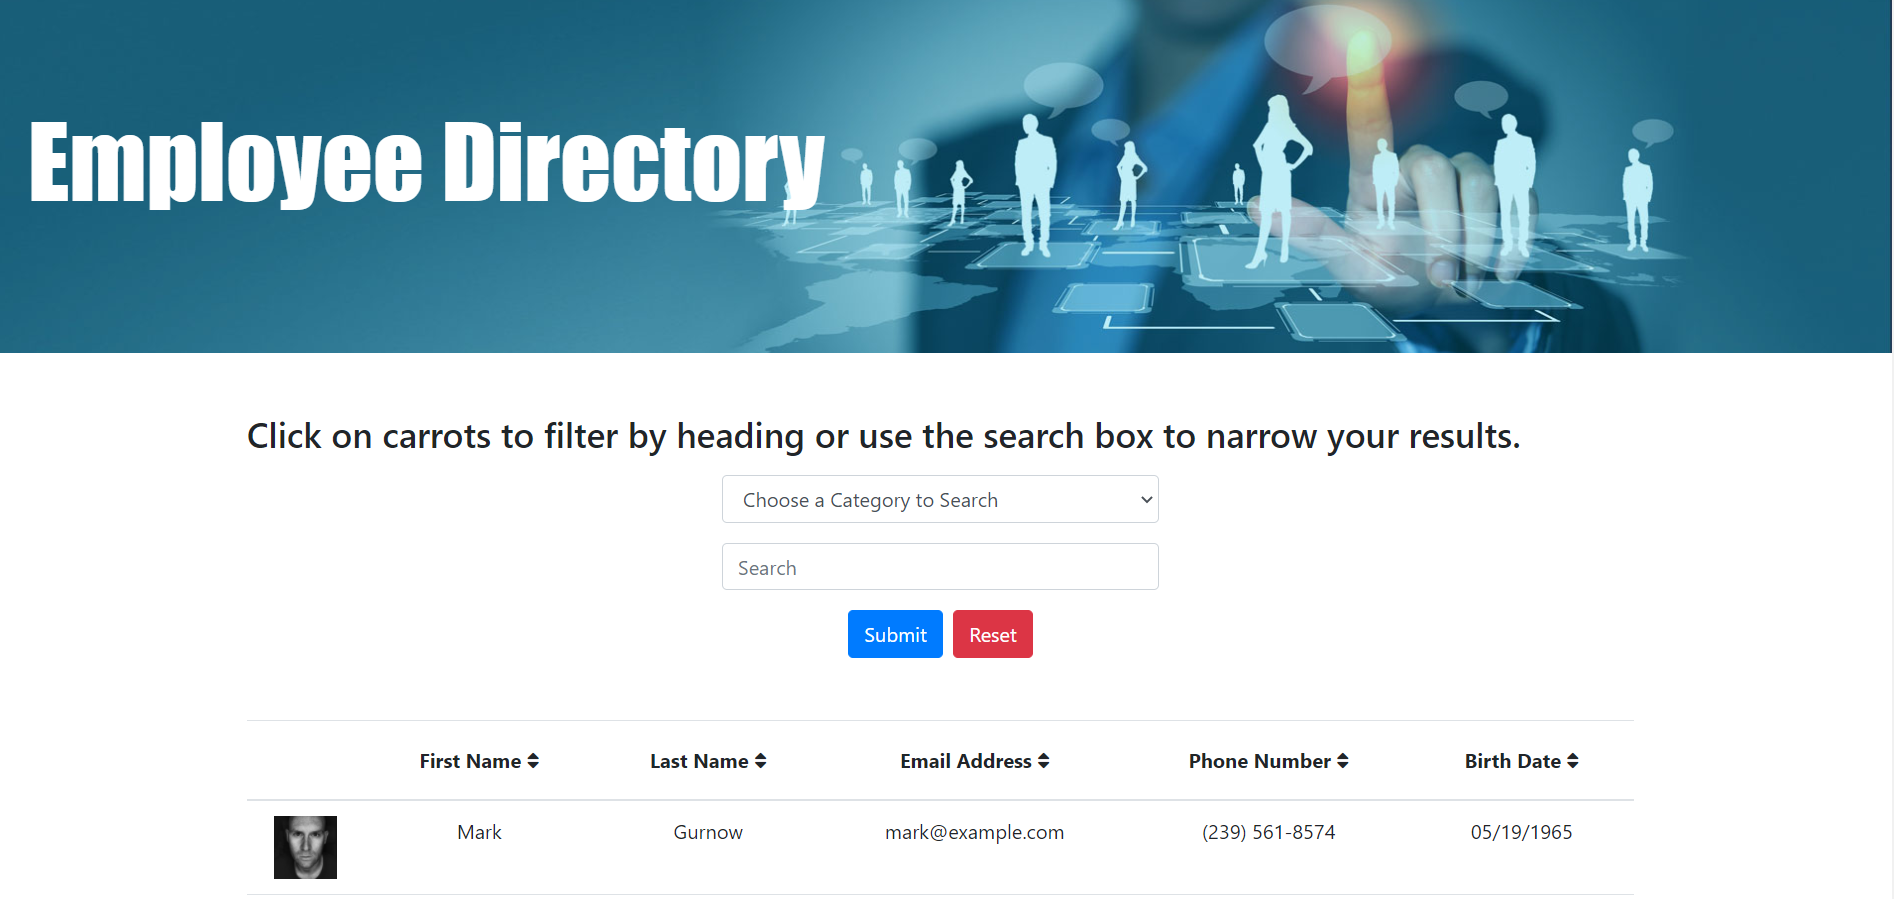 Employee Directory
Click on carrots to filter by heading or use the search box to narrow your results.
Choose a Category to Search
Search
Submit Reset
First Name Last Name Email Address Phone Number Birth Date
Mark Gurnow mark@example.com (239) 561-8574 05/19/1965